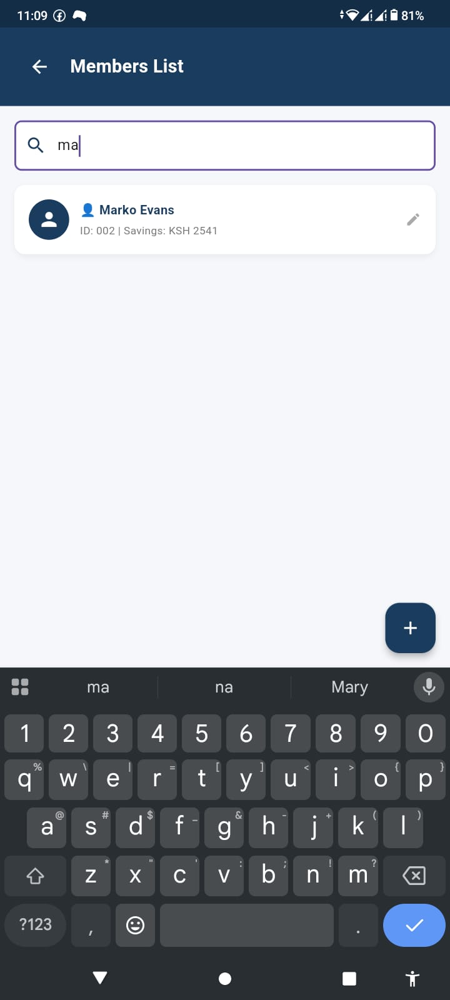 11:09 81%
Members List
ma
👤 Marko Evans
ID: 002 | Savings: KSH 2541
+
ma na Mary
1 2 3 4 5 6 7 8 9 0
q % w \ e | r = t [ y ] u < i > o { p }
a @ s # d $ f _ g & h - j + k ( l )
z * x " c ' v : b ; n ! m ?
?123 , .